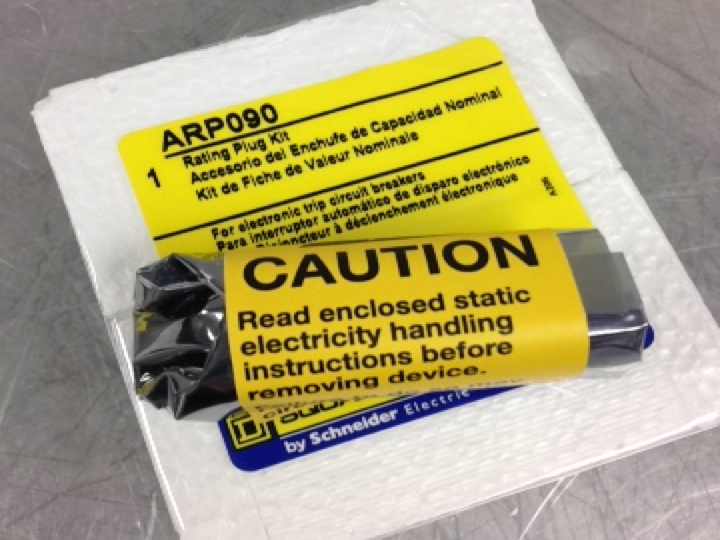 ARP090
1
Rating Plug Kit
Accesorio del Enchufe de Capacidad Nominal
Kit de Fiche de Valeur Nominale
For electronic trip circuit breakers
Para interruptor automático de disparo electrónico
Disjoncteur à déclenchement électronique
CAUTION
Read enclosed static
electricity handling
instructions before
removing device.
by Schneider Electric